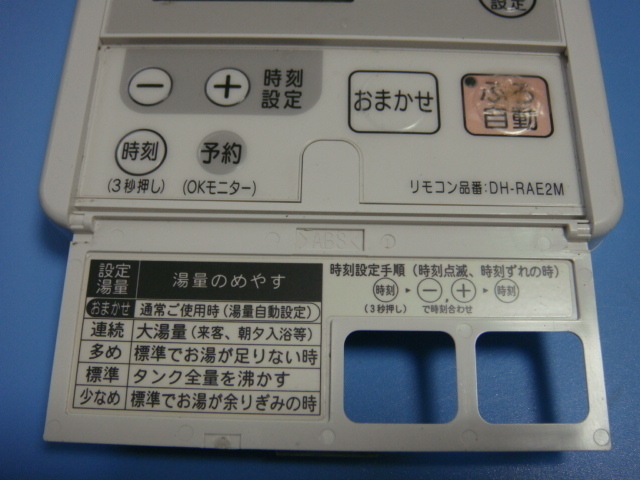 設定
− + 時刻設定
おまかせ
ふろ自動
時刻
予約
(3秒押し) (OKモニター)
リモコン品番:DH-RAE2M
>ABS<
設定湯量 湯量のめやす
おまかせ 通常ご使用時(湯量自動設定)
連続 大湯量(来客、朝夕入浴等)
多め 標準でお湯が足りない時
標準 タンク全量を沸かす
少なめ 標準でお湯が余りぎみの時
時刻設定手順(時刻点滅、時刻ずれの時)
時刻 ▸ −,+ ▸ 時刻
(3秒押し) で時刻合わせ